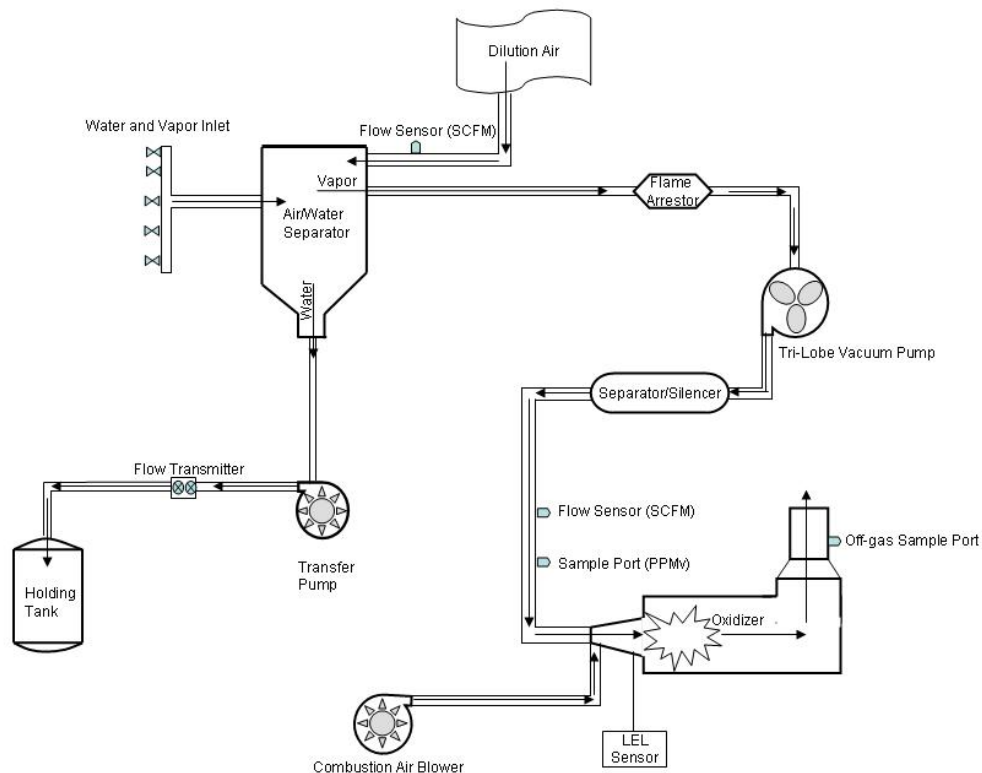 Dilution Air
Water and Vapor Inlet
Flow Sensor (SCFM)
Vapor
Flame
Arrestor
Air/Water
Separator
Water
Tri-Lobe Vacuum Pump
Separator/Silencer
Flow Transmitter
Flow Sensor (SCFM)
Off-gas Sample Port
Sample Port (PPMv)
Transfer
Pump
Holding
Tank
Oxidizer
LEL
Sensor
Combustion Air Blower